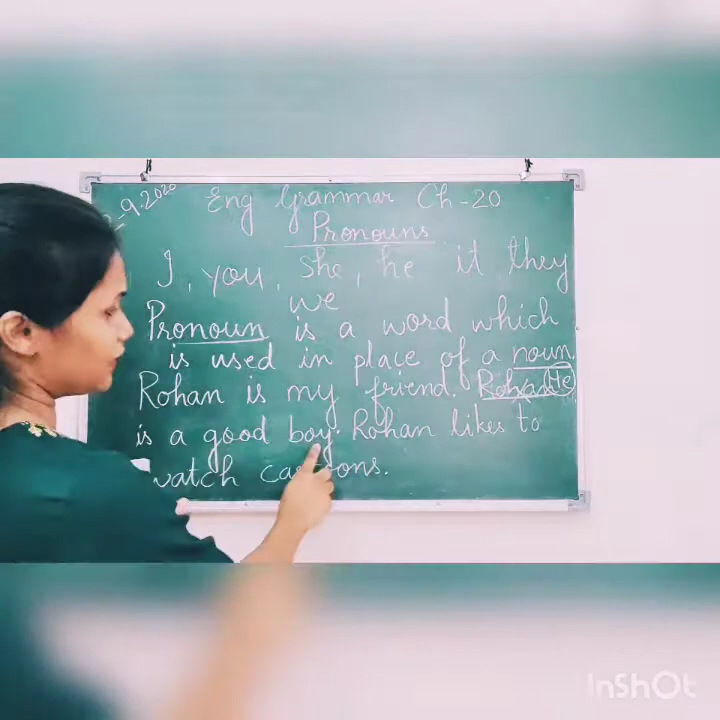 -9-2020
Eng Grammar Ch-20
Pronouns
I, you, she, he it they
we
Pronoun is a word which
is used in place of a noun.
Rohan is my friend. Rohan He
is a good boy. Rohan likes to
watch cartoons.
InShOt